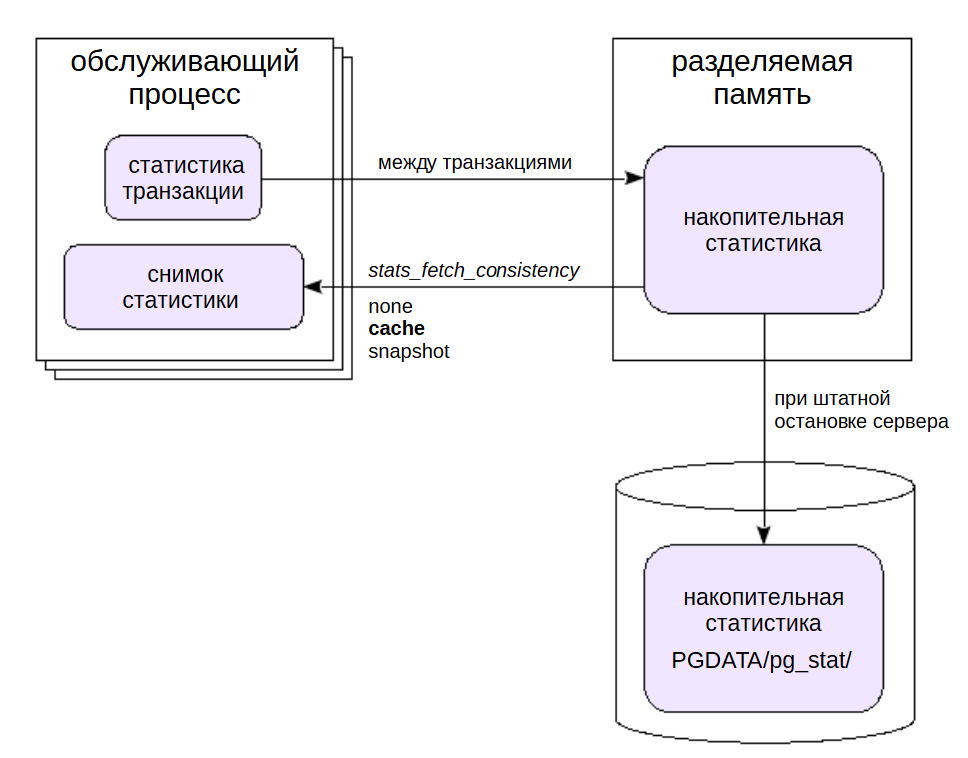 обслуживающий
процесс
статистика
транзакции
снимок
статистики
между транзакциями
stats_fetch_consistency
none
cache
snapshot
разделяемая
память
накопительная
статистика
при штатной
остановке сервера
накопительная
статистика
PGDATA/pg_stat/